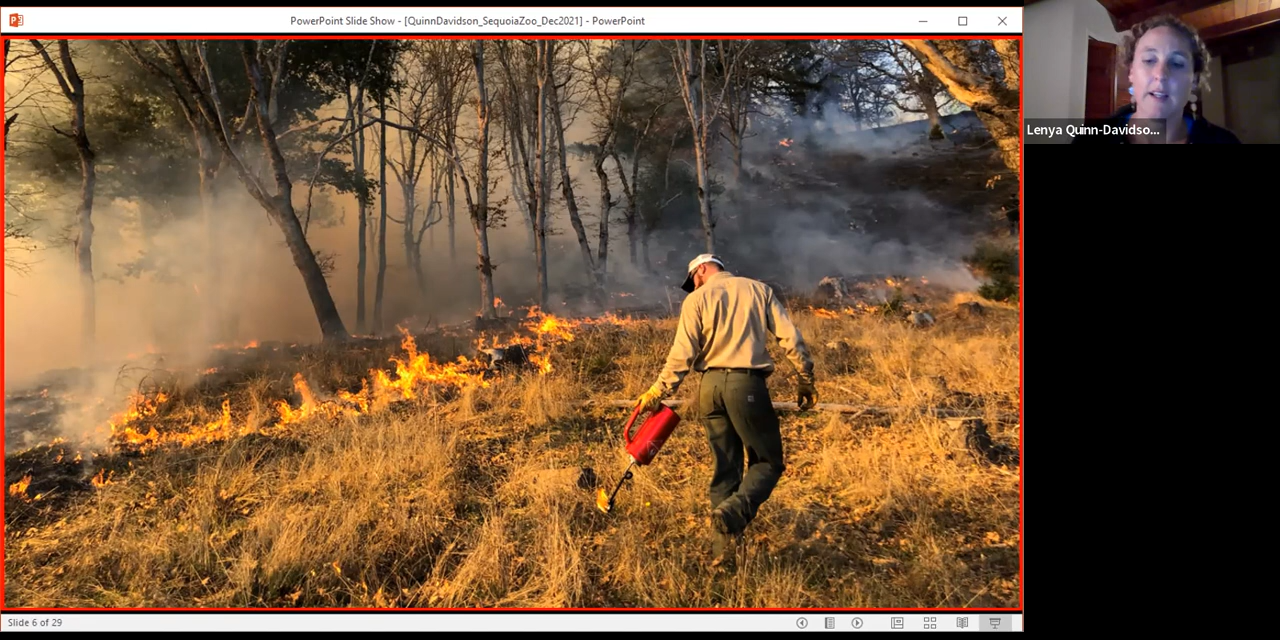 PowerPoint Slide Show - [QuinnDavidson_SequoiaZoo_Dec2021] - PowerPoint
Lenya Quinn-Davidso...
Slide 6 of 29